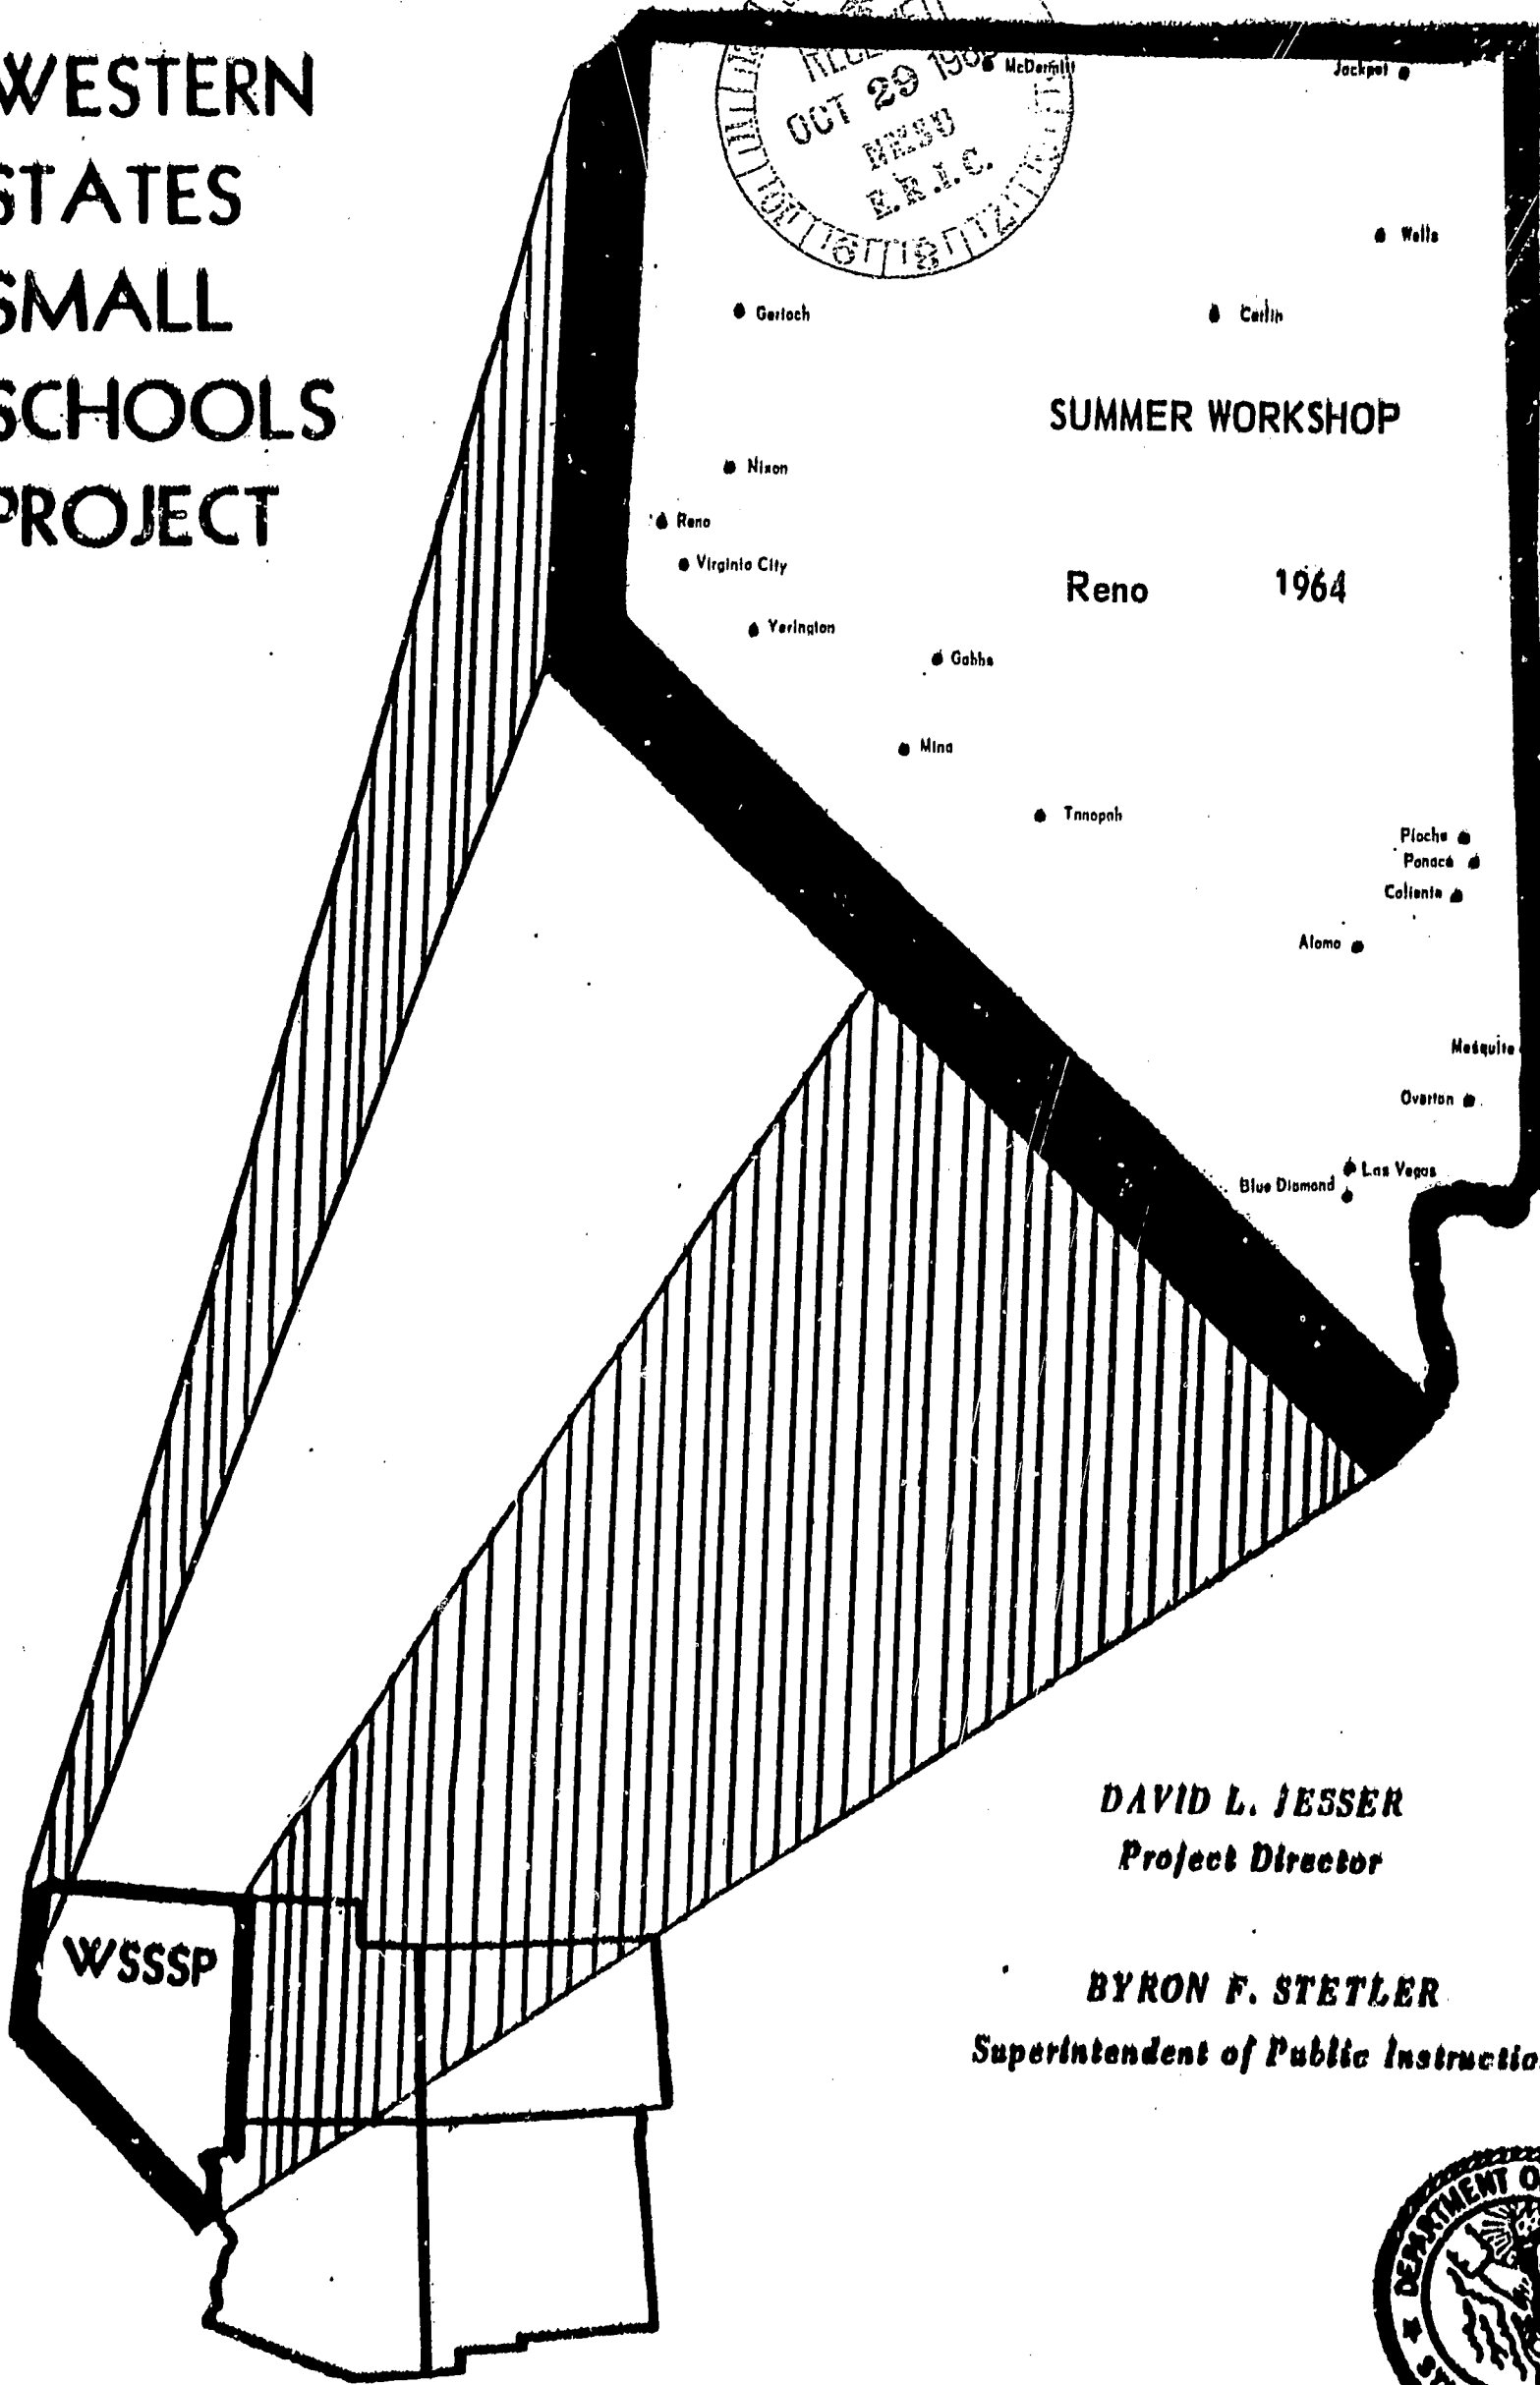 WESTERN
STATES
SMALL
SCHOOLS
PROJECT
OCT 29 196
E.R.I.C.
McDermitt
Jackpot
Wells
Gerlach
Carlin
SUMMER WORKSHOP
Nixon
Reno
Virginia City
Reno 1964
Yerington
Gabbs
Mina
Tonopah
Pioche
Panaca
Caliente
Alamo
Mesquite
Overton
Las Vegas
Blue Diamond
DAVID L. JESSER
Project Director
WSSSP
BYRON F. STETLER
Superintendent of Public Instructio
DEPARTMENT O